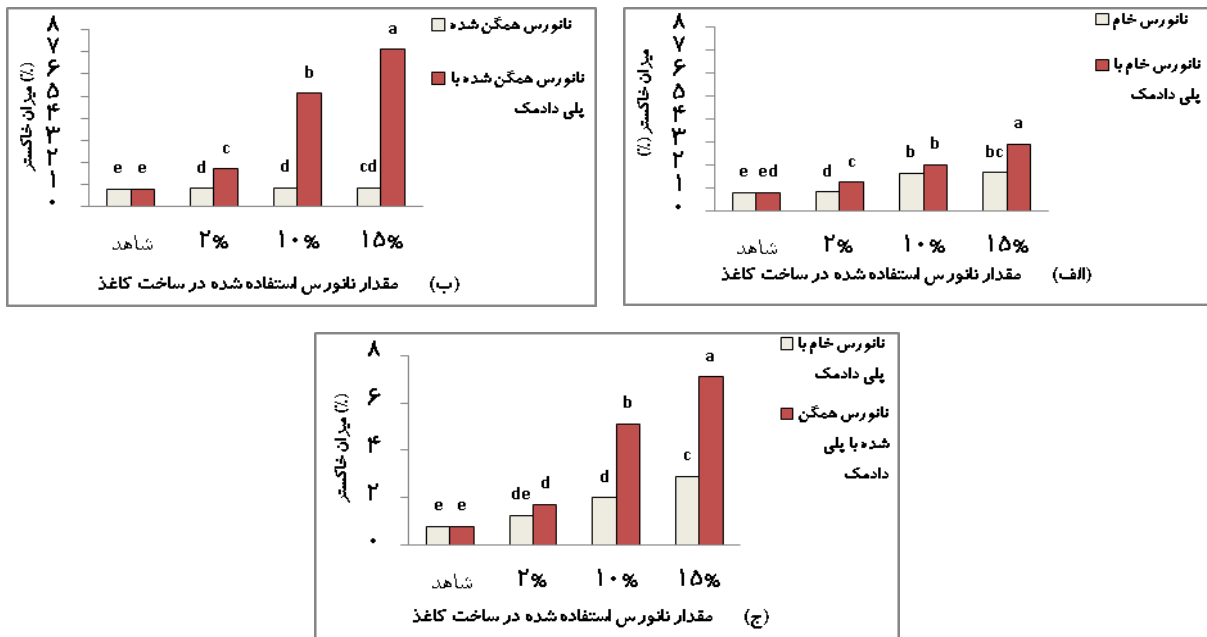 ۸
۷
۶
۵
۴
۳
۲
۱
۰
میزان خاکستر (٪)
نانورس خام
نانورس خام با
پلی دادمک
e ed d c b b bc a
شاهد ۲% ۱۰% ۱۵%
(الف) مقدار نانورس استفاده شده در ساخت کاغذ
۸
۷
۶
۵
۴
۳
۲
۱
۰
میزان خاکستر (٪)
نانورس همگن شده
نانورس همگن شده با
پلی دادمک
e e d c d b cd a
شاهد ۲% ۱۰% ۱۵%
(ب) مقدار نانورس استفاده شده در ساخت کاغذ
۸
۶
۴
۲
۰
میزان خاکستر (٪)
نانورس خام با
پلی دادمک
نانورس همگن
شده با پلی
دادمک
e e de d d b c a
شاهد ۲% ۱۰% ۱۵%
(ج) مقدار نانورس استفاده شده در ساخت کاغذ